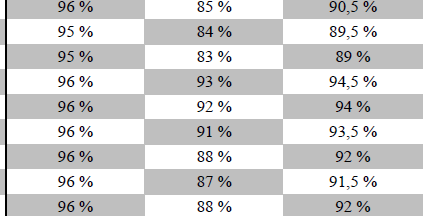 96 % 85 % 90,5 %
95 % 84 % 89,5 %
95 % 83 % 89 %
96 % 93 % 94,5 %
96 % 92 % 94 %
96 % 91 % 93,5 %
96 % 88 % 92 %
96 % 87 % 91,5 %
96 % 88 % 92 %